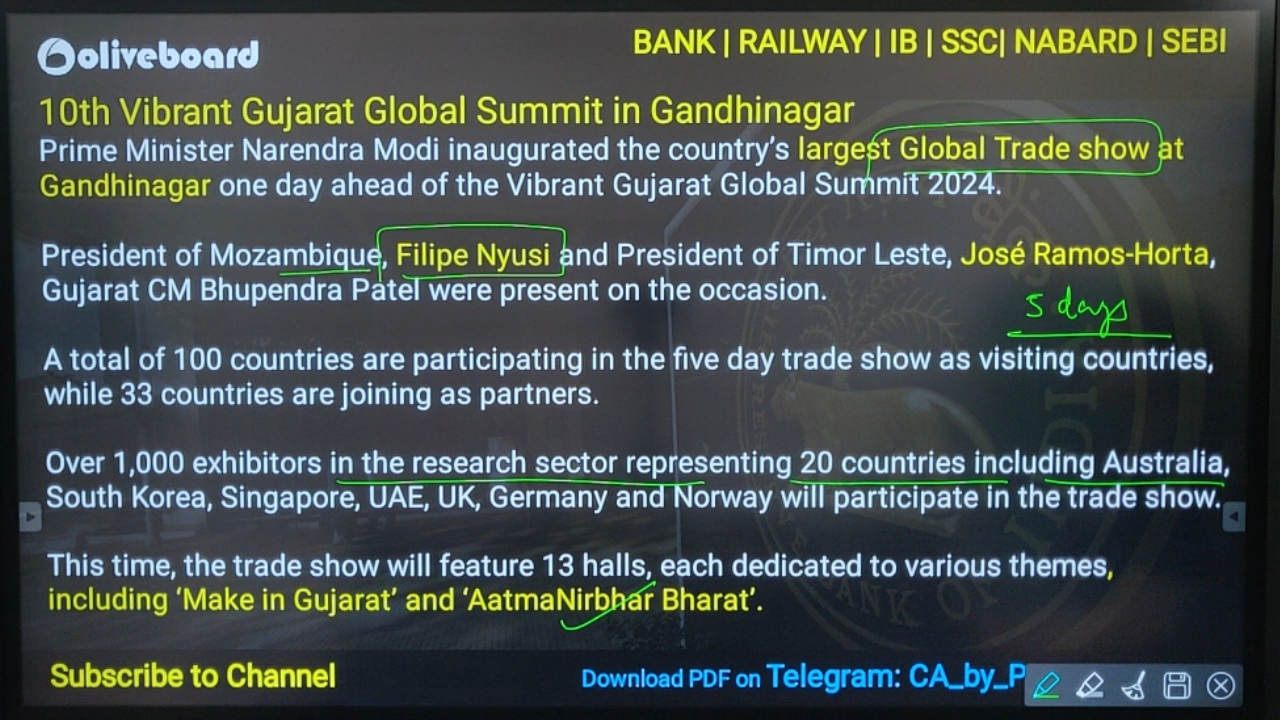 oliveboard
BANK | RAILWAY | IB | SSC| NABARD | SEBI
10th Vibrant Gujarat Global Summit in Gandhinagar
Prime Minister Narendra Modi inaugurated the country's largest Global Trade show at
Gandhinagar one day ahead of the Vibrant Gujarat Global Summit 2024.
President of Mozambique, Filipe Nyusi and President of Timor Leste, José Ramos-Horta,
Gujarat CM Bhupendra Patel were present on the occasion.
5 days
A total of 100 countries are participating in the five day trade show as visiting countries,
while 33 countries are joining as partners.
Over 1,000 exhibitors in the research sector representing 20 countries including Australia,
South Korea, Singapore, UAE, UK, Germany and Norway will participate in the trade show.
This time, the trade show will feature 13 halls, each dedicated to various themes,
including 'Make in Gujarat' and 'AatmaNirbhar Bharat'.
Subscribe to Channel
Download PDF on Telegram: CA_by_P